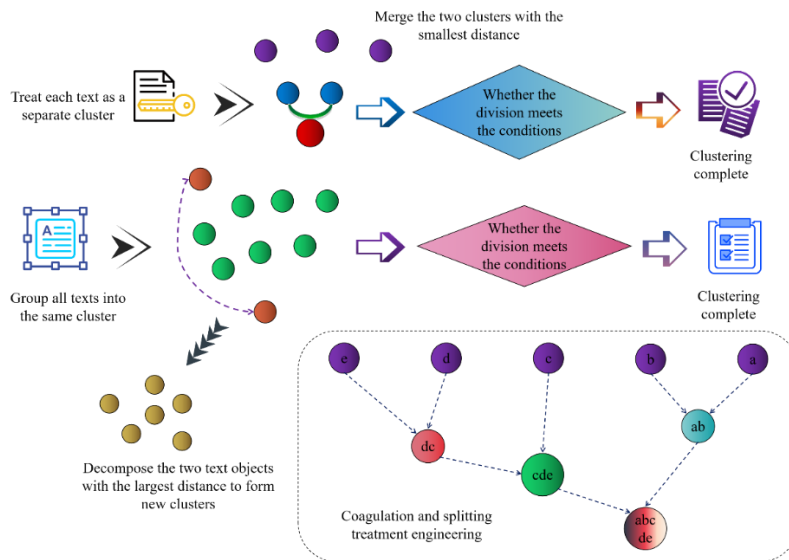 Merge the two clusters with the
smallest distance
Treat each text as a
separate cluster
Whether the
division meets
the conditions
Clustering
complete
A
Group all texts into
the same cluster
Whether the
division meets
the conditions
Clustering
complete
Decompose the two text objects
with the largest distance to form
new clusters
e
d
c
b
a
dc
ab
cde
abc
de
Coagulation and splitting
treatment engineering